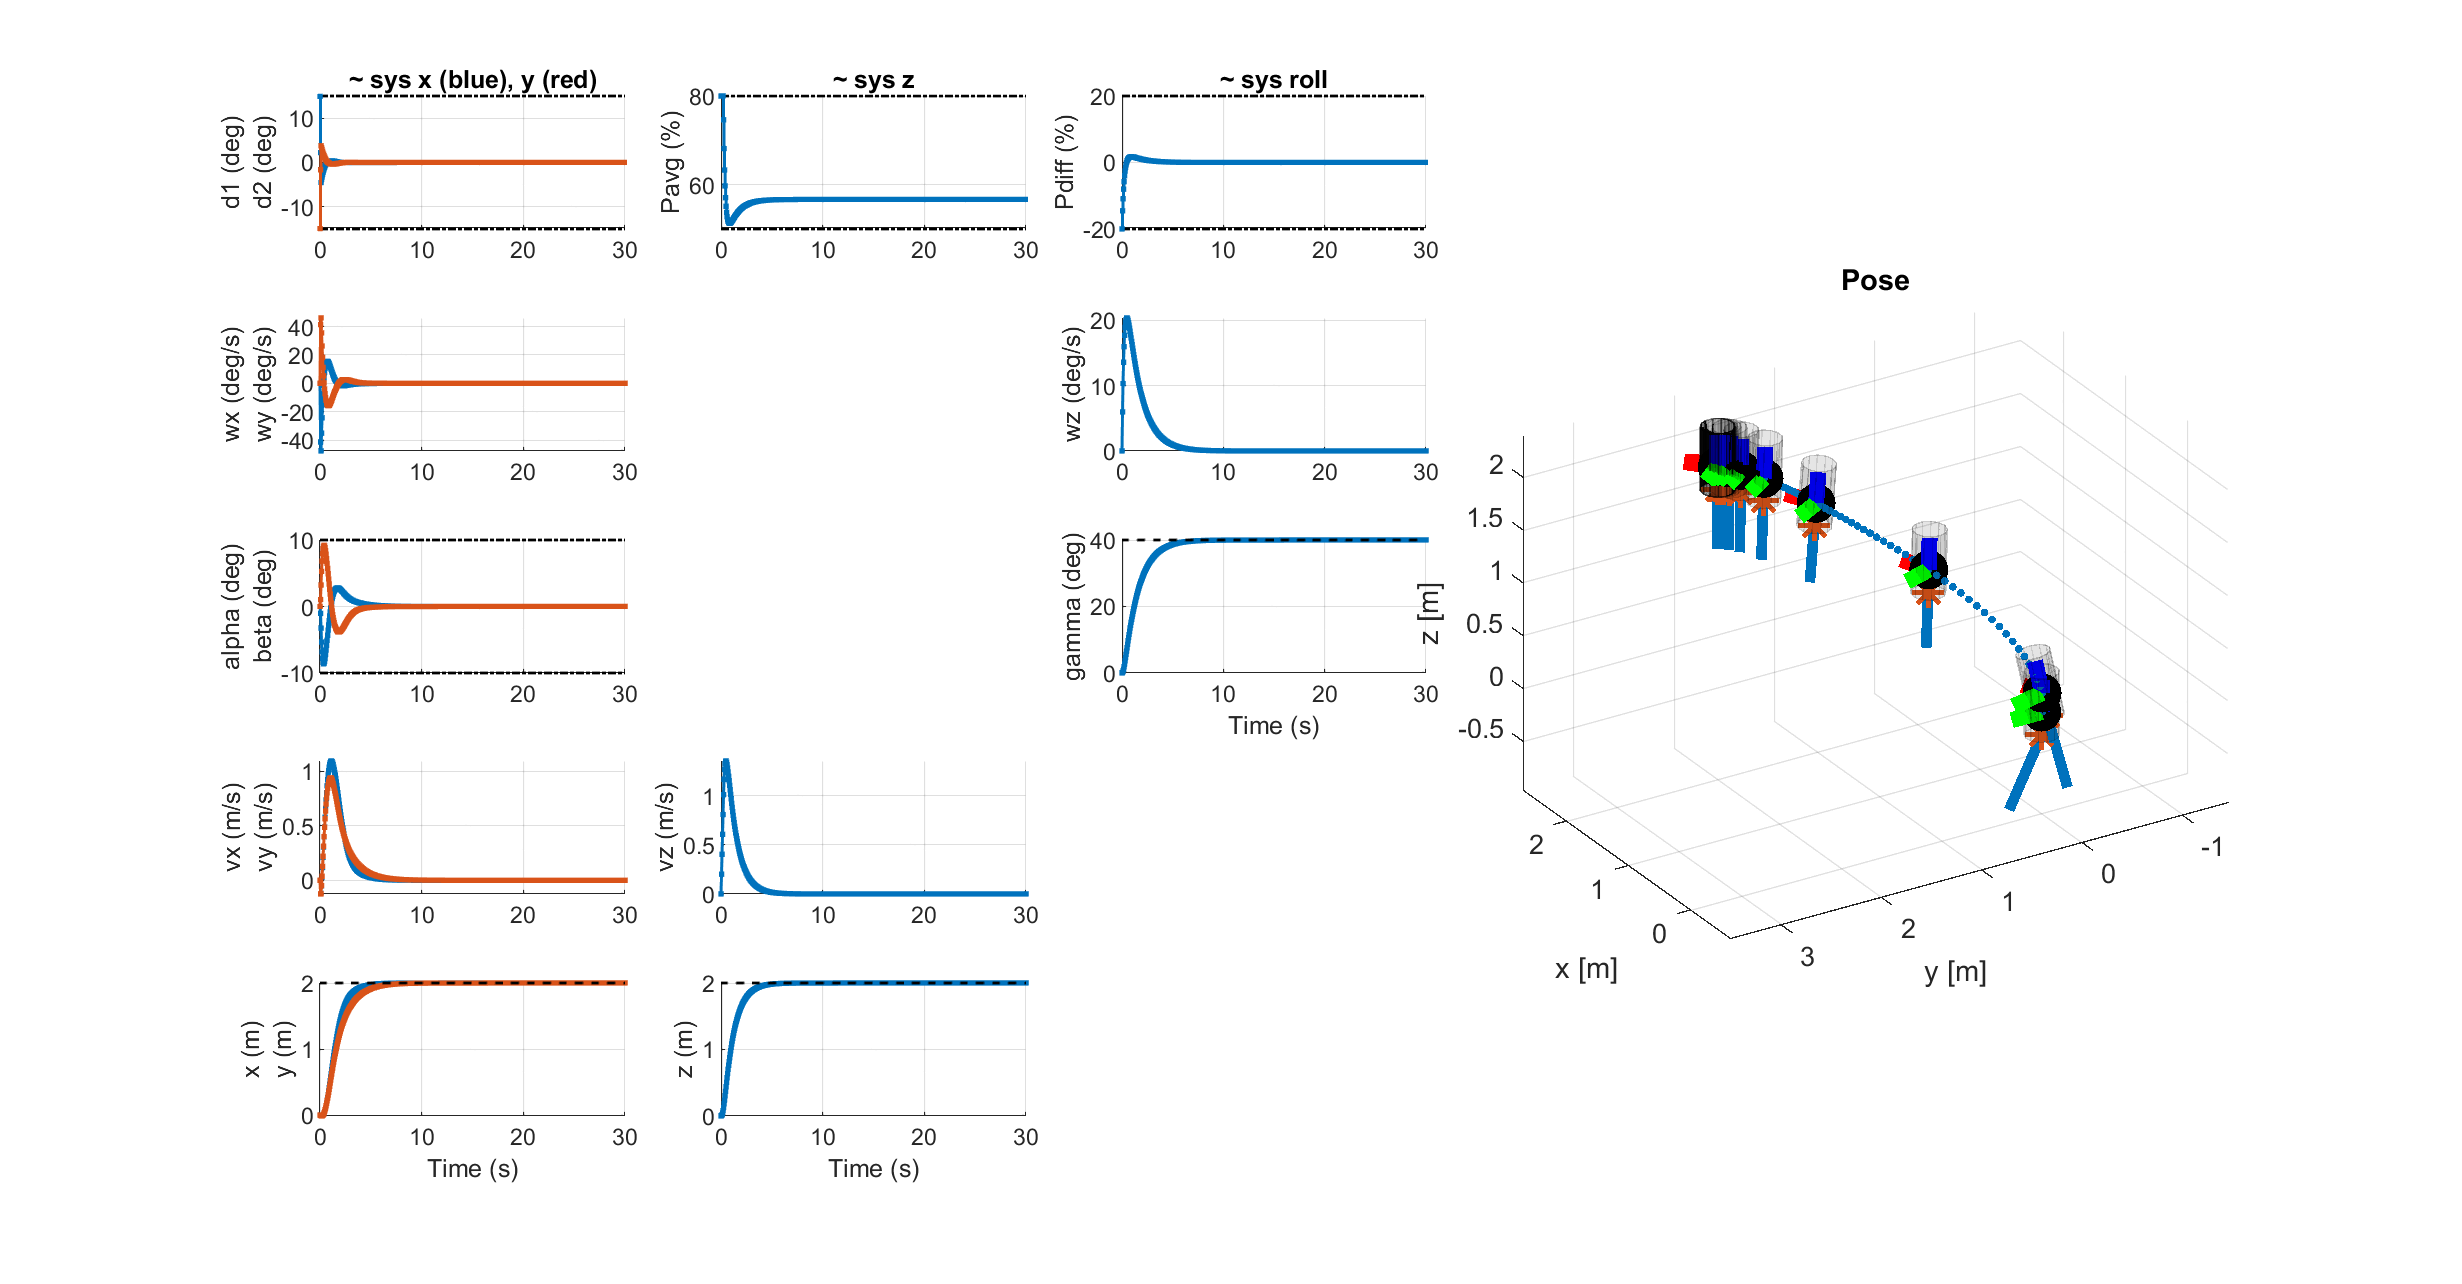 ~ sys x (blue), y (red)
d1 (deg)
d2 (deg)
10
0
-10
0 10 20 30
~ sys z
Pavg (%)
80
60
0 10 20 30
~ sys roll
Pdiff (%)
20
0
-20
0 10 20 30
wx (deg/s)
wy (deg/s)
40
20
0
-20
-40
0 10 20 30
wz (deg/s)
20
10
0
0 10 20 30
alpha (deg)
beta (deg)
10
0
-10
0 10 20 30
gamma (deg)
40
20
0
0 10 20 30
Time (s)
vx (m/s)
vy (m/s)
1
0.5
0
0 10 20 30
vz (m/s)
1
0.5
0
0 10 20 30
x (m)
y (m)
2
1
0
0 10 20 30
Time (s)
z (m)
2
1
0
0 10 20 30
Time (s)
Pose
z [m]
2
1.5
1
0.5
0
-0.5
2
1
0
x [m]
3
2
1
0
-1
y [m]